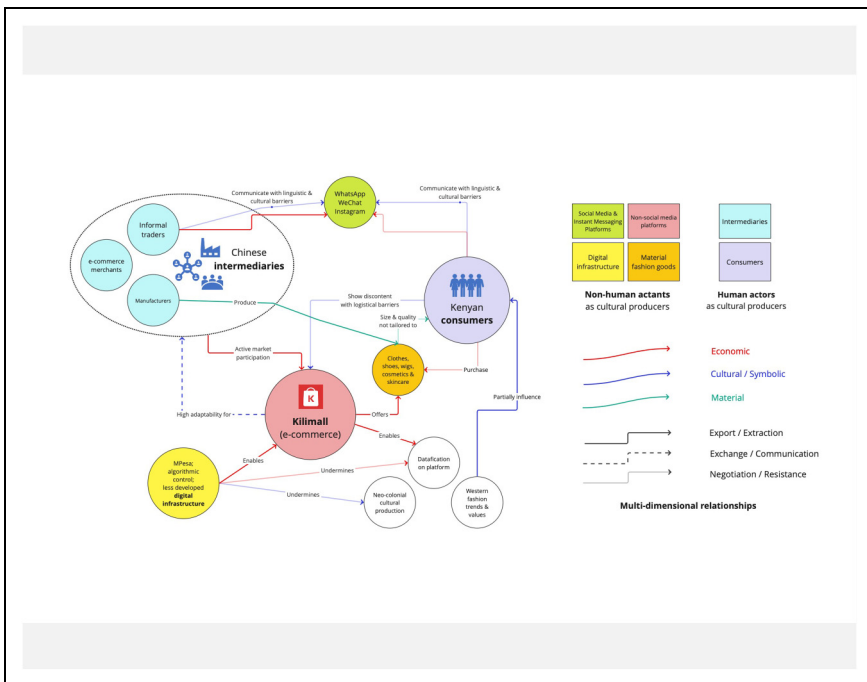 Communicate with linguistic &
cultural barriers
WhatsApp
WeChat
Instagram
Communicate with linguistic &
cultural barriers
Informal
traders
e-commerce
merchants
Chinese
intermediaries
Manufacturers
Produce
Kenyan
consumers
Show discontent
with logistical barriers
Size & quality
not tailored to
Active market
participation
Clothes,
shoes, wigs,
cosmetics &
skincare
Purchase
K
Kilimall
(e-commerce)
High adaptability for
Offers
Partially influence
Enables
Enables
MPesa;
algorithmic
control;
less developed
digital
infrastructure
Undermines
Datafication
on platform
Undermines
Neo-colonial
cultural
production
Western
fashion
trends &
values
Social Media &
Instant Messaging
Platforms
Non-social media
platforms
Intermediaries
Digital
infrastructure
Material
fashion goods
Consumers
Non-human actants
as cultural producers
Human actors
as cultural producers
Economic
Cultural / Symbolic
Material
Export / Extraction
Exchange / Communication
Negotiation / Resistance
Multi-dimensional relationships